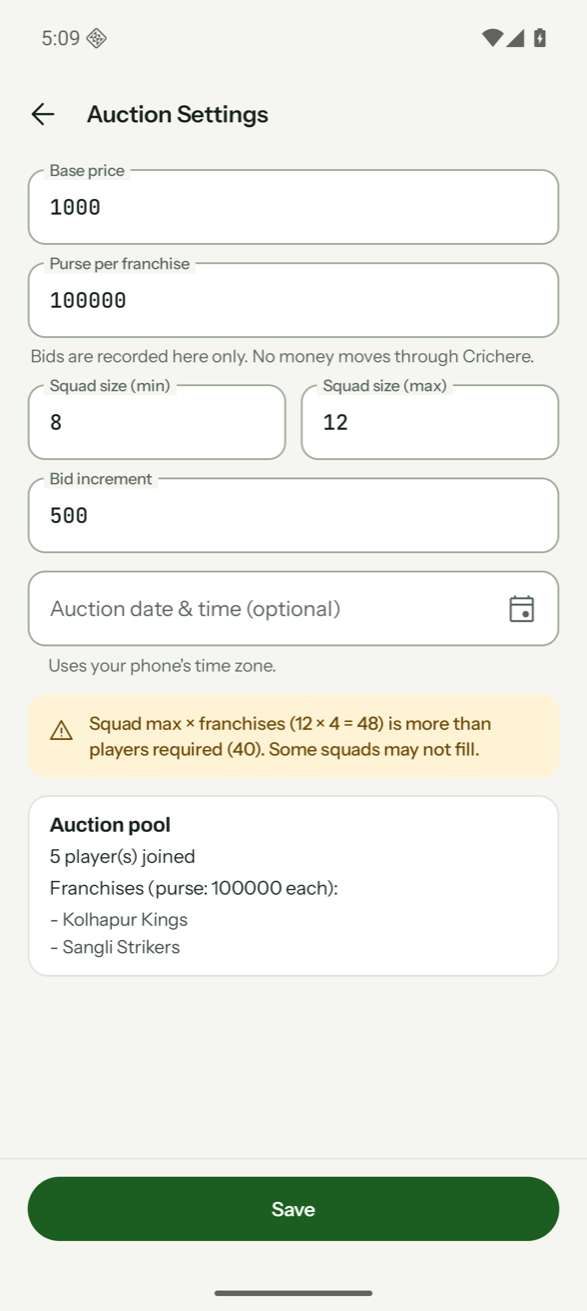 5:09
Auction Settings
Base price
1000
Purse per franchise
100000
Bids are recorded here only. No money moves through Crichere.
Squad size (min)
8
Squad size (max)
12
Bid increment
500
Auction date & time (optional)
Uses your phone's time zone.
Squad max × franchises (12 × 4 = 48) is more than
players required (40). Some squads may not fill.
Auction pool
5 player(s) joined
Franchises (purse: 100000 each):
- Kolhapur Kings
- Sangli Strikers
Save